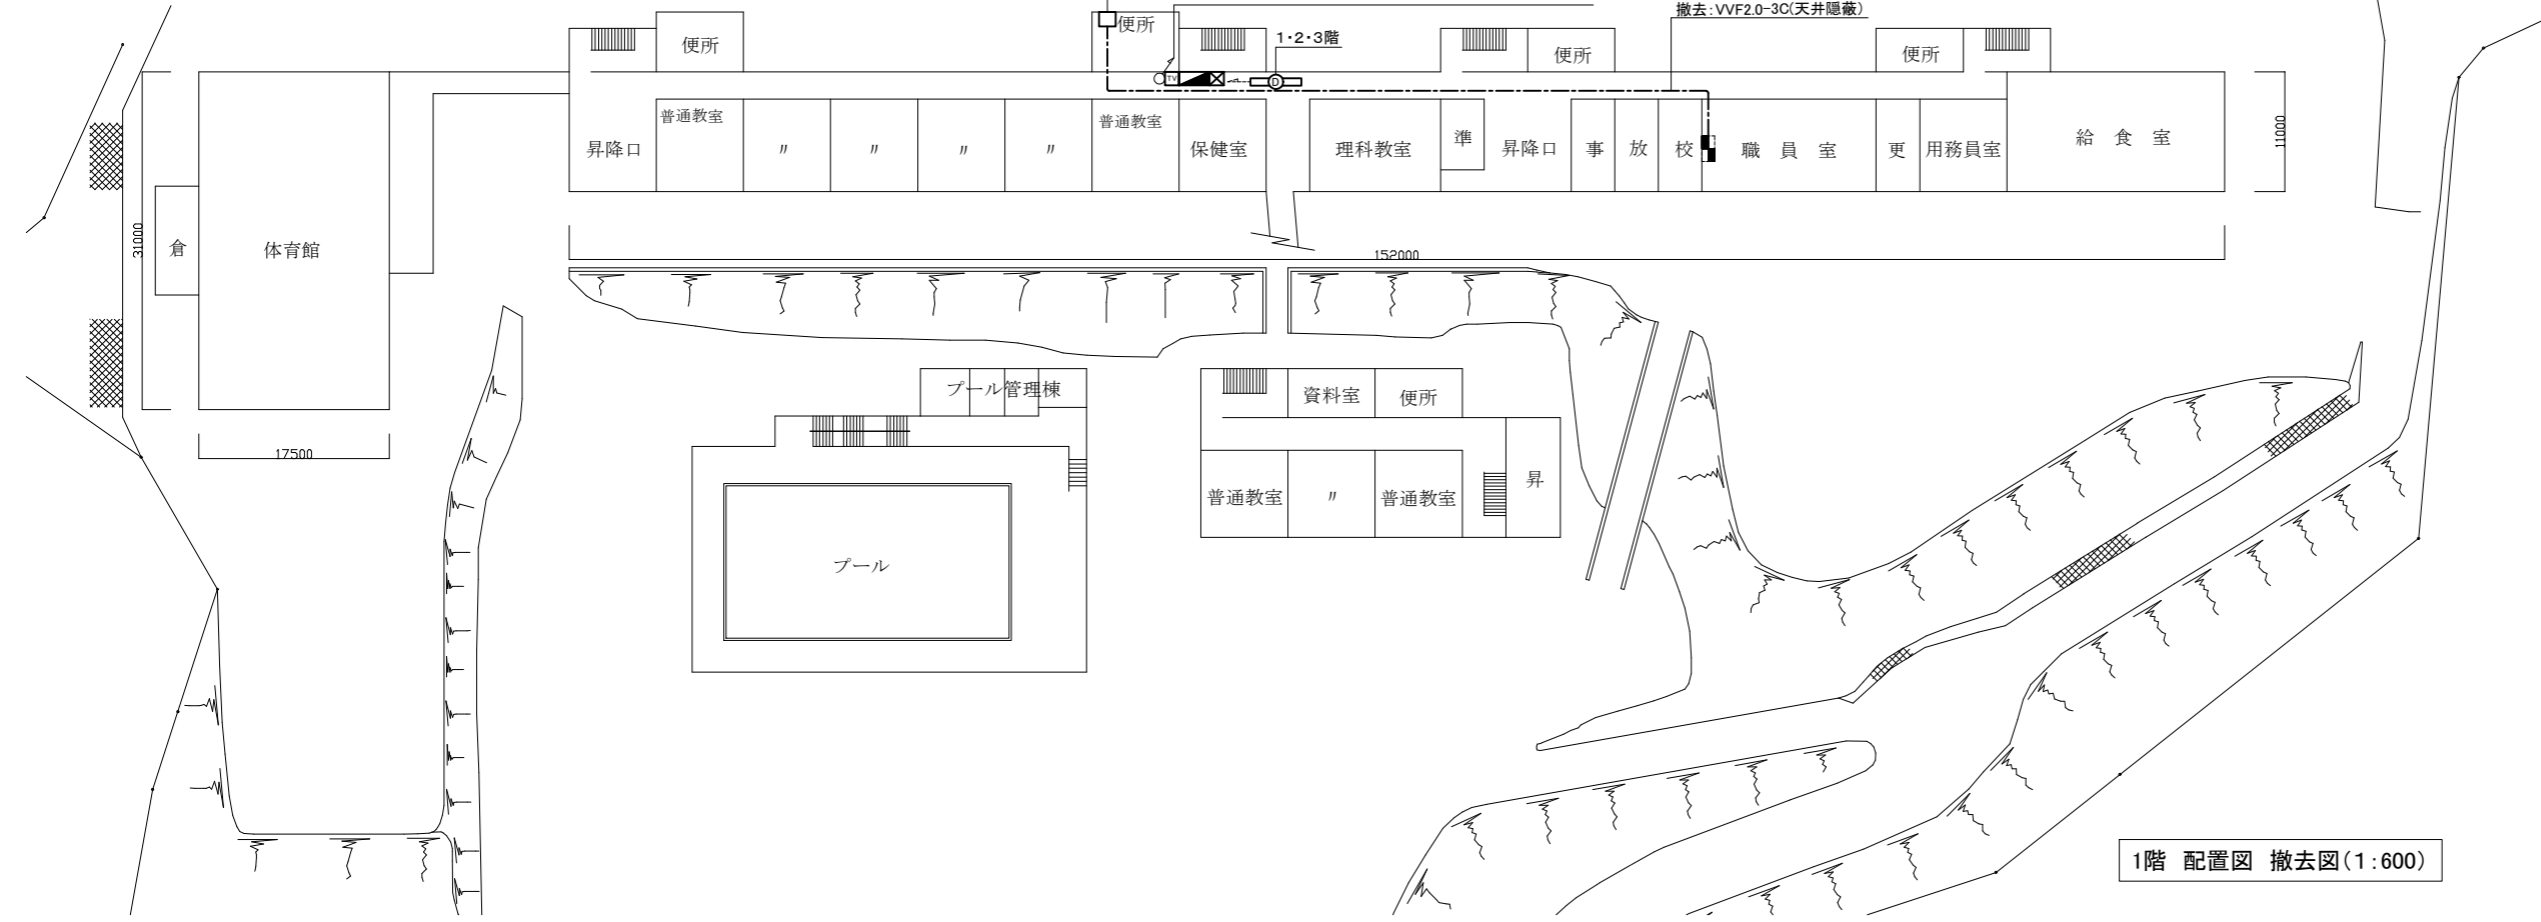 撤去:VVF2.0-3C(天井隠蔽)
便所
便所
1・2・3階
便所
便所
TV
D
普通教室
普通教室
昇降口
〃
〃
〃
〃
保健室
理科教室
準
昇降口
事
放
校
職 員 室
更
用務員室
給 食 室
11000
31000
倉
体育館
152000
17500
プール管理棟
資料室
便所
普通教室
〃
普通教室
昇
プール
1階 配置図 撤去図(1:600)